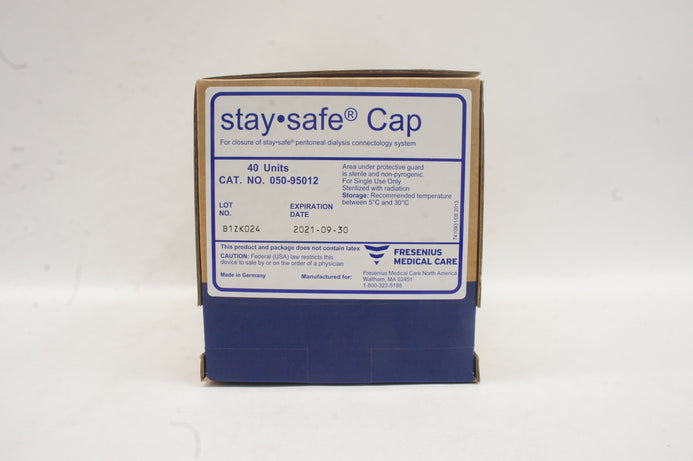 stay•safe® Cap
For closure of stay•safe® peritoneal dialysis connectology system
40 Units
CAT. NO. 050-95012
Area under protective guard
is sterile and non-pyrogenic.
For Single Use Only
Sterilized with radiation
Storage: Recommended temperature
between 5°C and 30°C
LOT
NO.
EXPIRATION
DATE
B1ZK024
2021-09-30
This product and package does not contain latex
CAUTION: Federal (USA) law restricts this
device to sale by or on the order of a physician
FRESENIUS
MEDICAL CARE
Made in Germany
Manufactured for:
Fresenius Medical Care North America
Waltham, MA 02451
1-800-323-5188